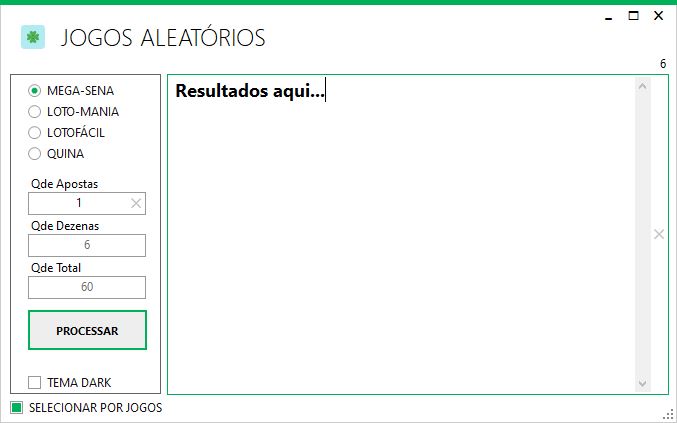 JOGOS ALEATÓRIOS
6
MEGA-SENA
LOTO-MANIA
LOTOFÁCIL
QUINA
Qde Apostas
1
Qde Dezenas
6
Qde Total
60
PROCESSAR
TEMA DARK
SELECIONAR POR JOGOS
Resultados aqui...